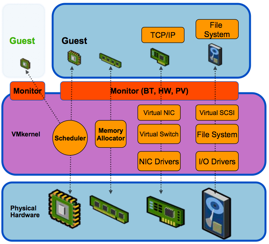 Guest
Guest
TCP/IP
File
System
Monitor
Monitor (BT, HW, PV)
VMkernel
Scheduler
Memory
Allocator
Virtual NIC
Virtual Switch
NIC Drivers
Virtual SCSI
File System
I/O Drivers
Physical
Hardware